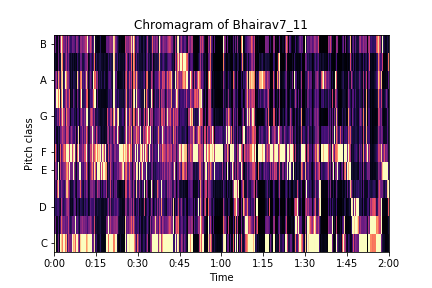 Chromagram of Bhairav7_11
B
A
G
F
E
D
C
Pitch class
0:00 0:15 0:30 0:45 1:00 1:15 1:30 1:45 2:00
Time